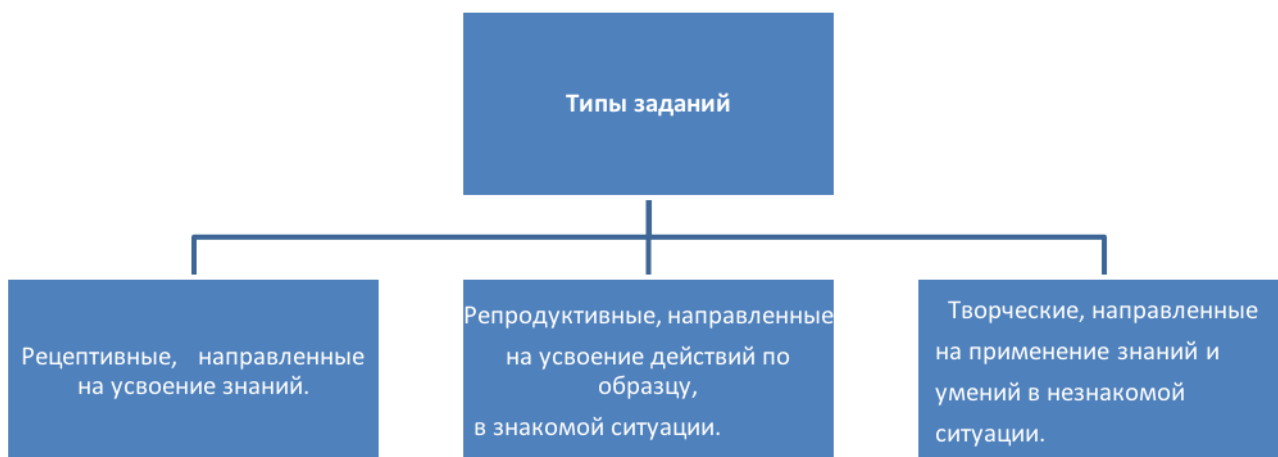 Типы заданий
Рецептивные, направленные
на усвоение знаний.
Репродуктивные, направленные
на усвоение действий по
образцу,
в знакомой ситуации.
Творческие, направленные
на применение знаний и
умений в незнакомой
ситуации.